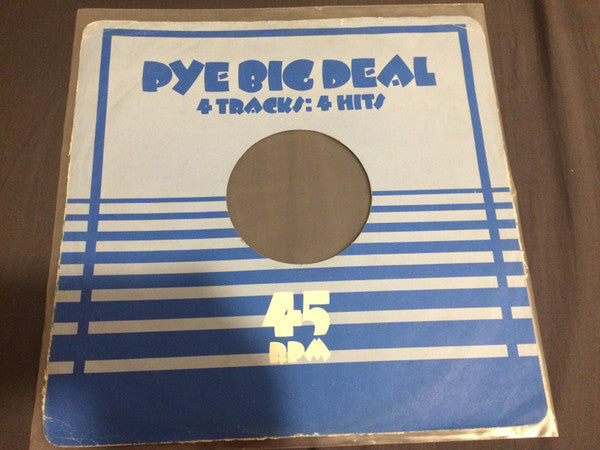 PYE BIG DEAL
4 TRACKS: 4 HITS
45
RPM